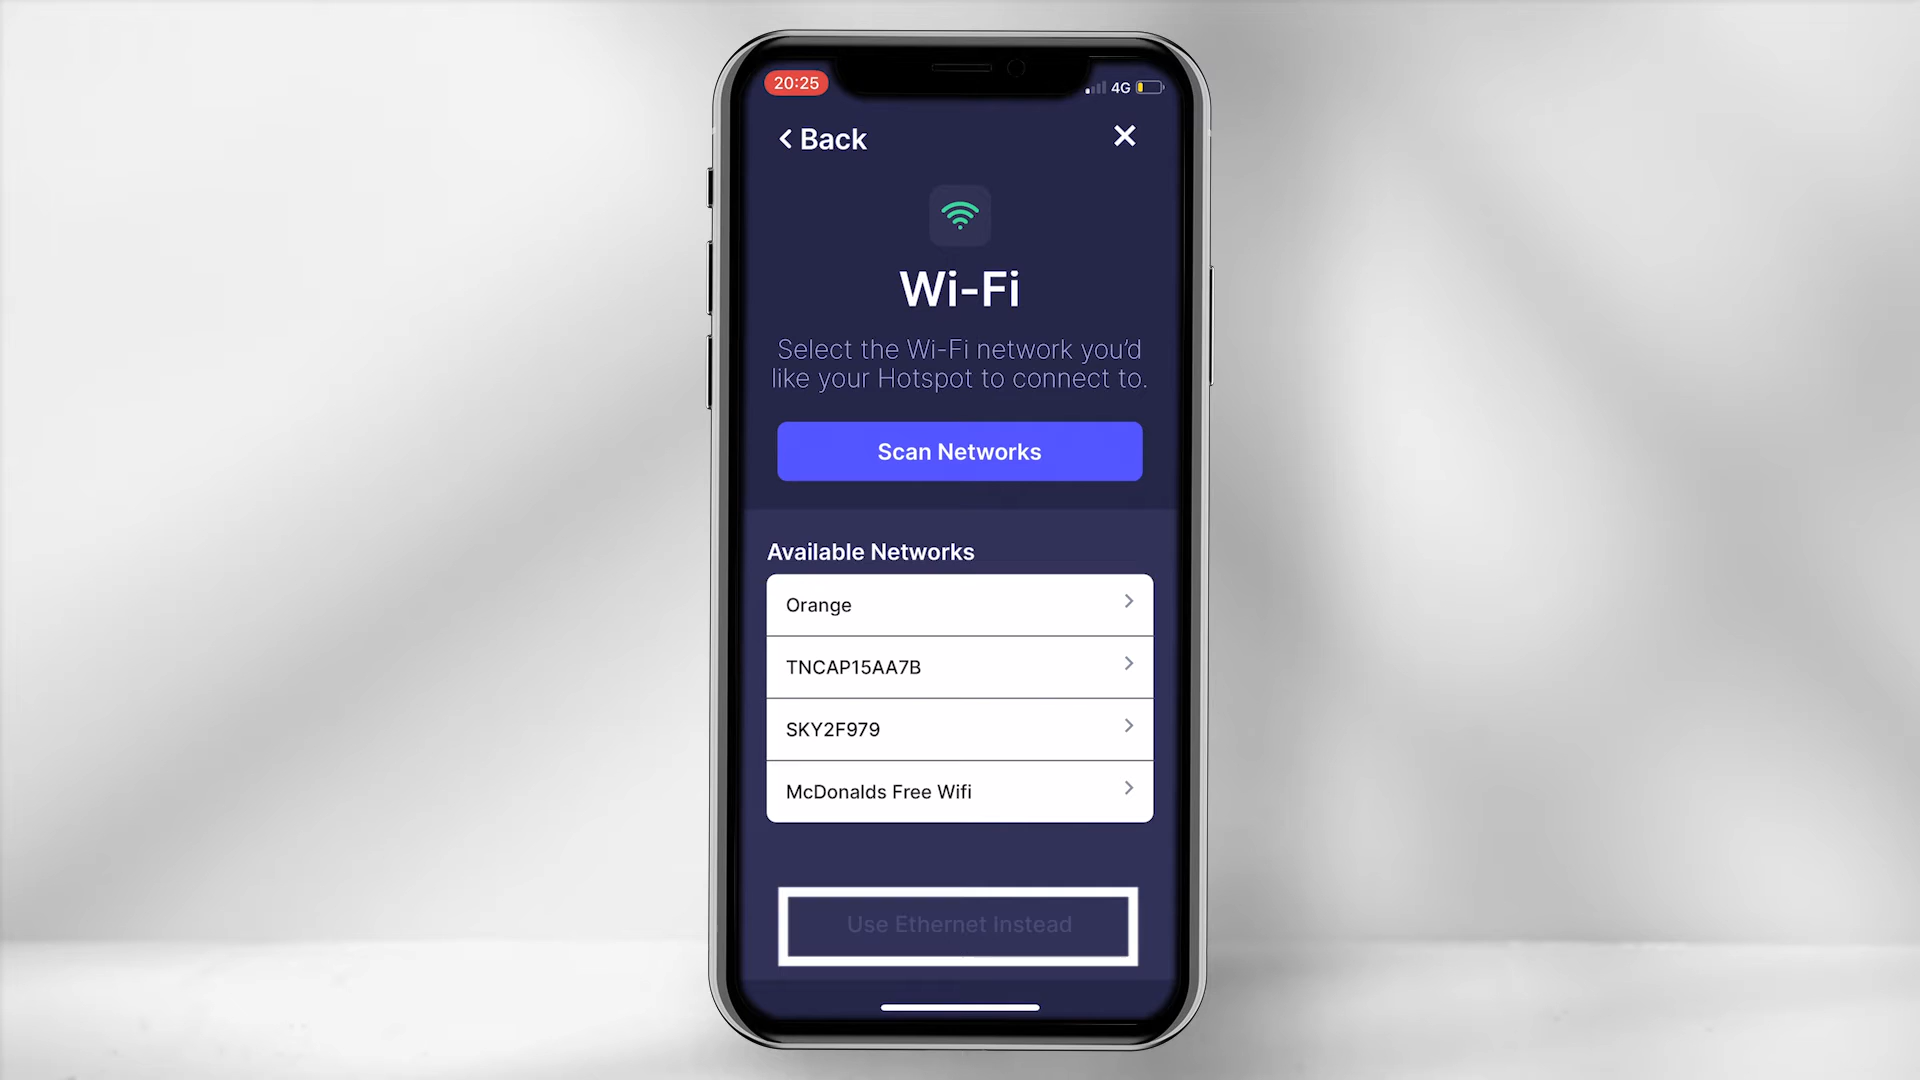 20:25
4G
Back
Wi-Fi
Select the Wi-Fi network you’d
like your Hotspot to connect to.
Scan Networks
Available Networks
Orange
TNCAP15AA7B
SKY2F979
McDonalds Free Wifi
Use Ethernet Instead